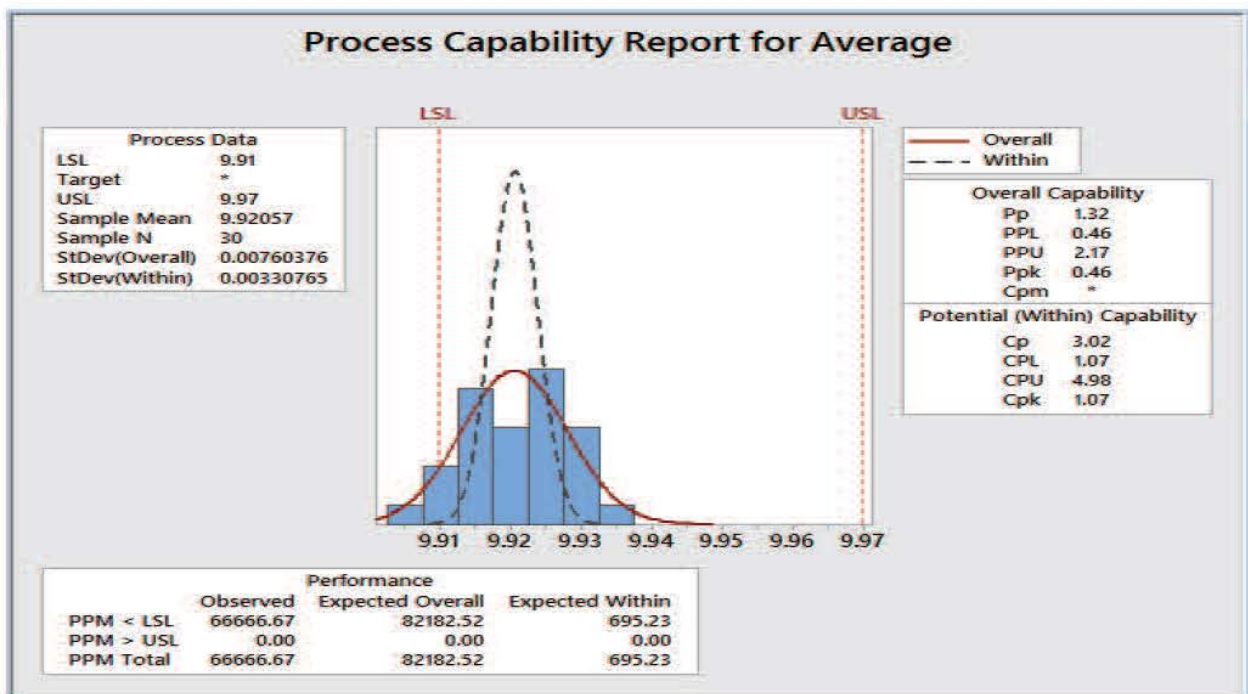 Process Capability Report for Average
LSL
USL
Process Data
LSL 9.91
Target *
USL 9.97
Sample Mean 9.92057
Sample N 30
StDev(Overall) 0.00760376
StDev(Within) 0.00330765
Overall
Within
Overall Capability
Pp 1.32
PPL 0.46
PPU 2.17
Ppk 0.46
Cpm *
Potential (Within) Capability
Cp 3.02
CPL 1.07
CPU 4.98
Cpk 1.07
9.91 9.92 9.93 9.94 9.95 9.96 9.97
Performance
Observed Expected Overall Expected Within
PPM < LSL 66666.67 82182.52 695.23
PPM > USL 0.00 0.00 0.00
PPM Total 66666.67 82182.52 695.23